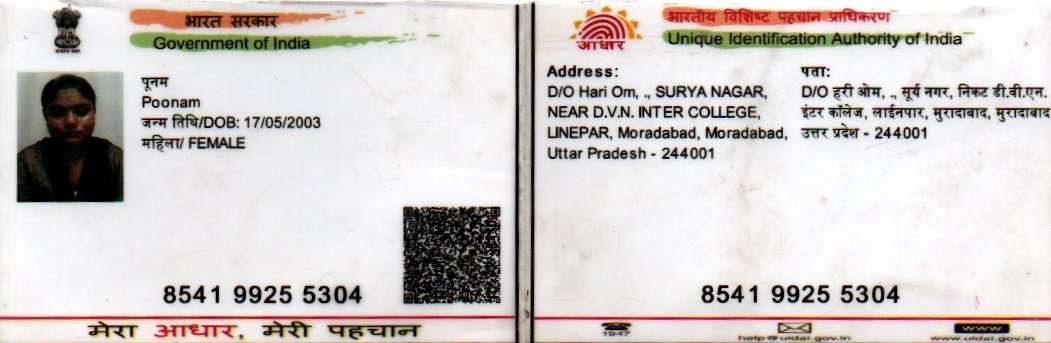 भारत सरकार
Government of India
पूनम
Poonam
जन्म तिथि/DOB: 17/05/2003
महिला/ FEMALE
8541 9925 5304
मेरा आधार, मेरी पहचान
भारतीय विशिष्ट पहचान प्राधिकरण
Unique Identification Authority of India
आधार
Address:
D/O Hari Om, ., SURYA NAGAR,
NEAR D.V.N. INTER COLLEGE,
LINEPAR, Moradabad, Moradabad,
Uttar Pradesh - 244001
पता:
D/O हरी ओम, ., सूर्य नगर, निकट डी.वी.एन.
इंटर कॉलेज, लाईनपार, मुरादाबाद, मुरादाबाद
उत्तर प्रदेश - 244001
8541 9925 5304
1947
help@uidai.gov.in
www
www.uidai.gov.in